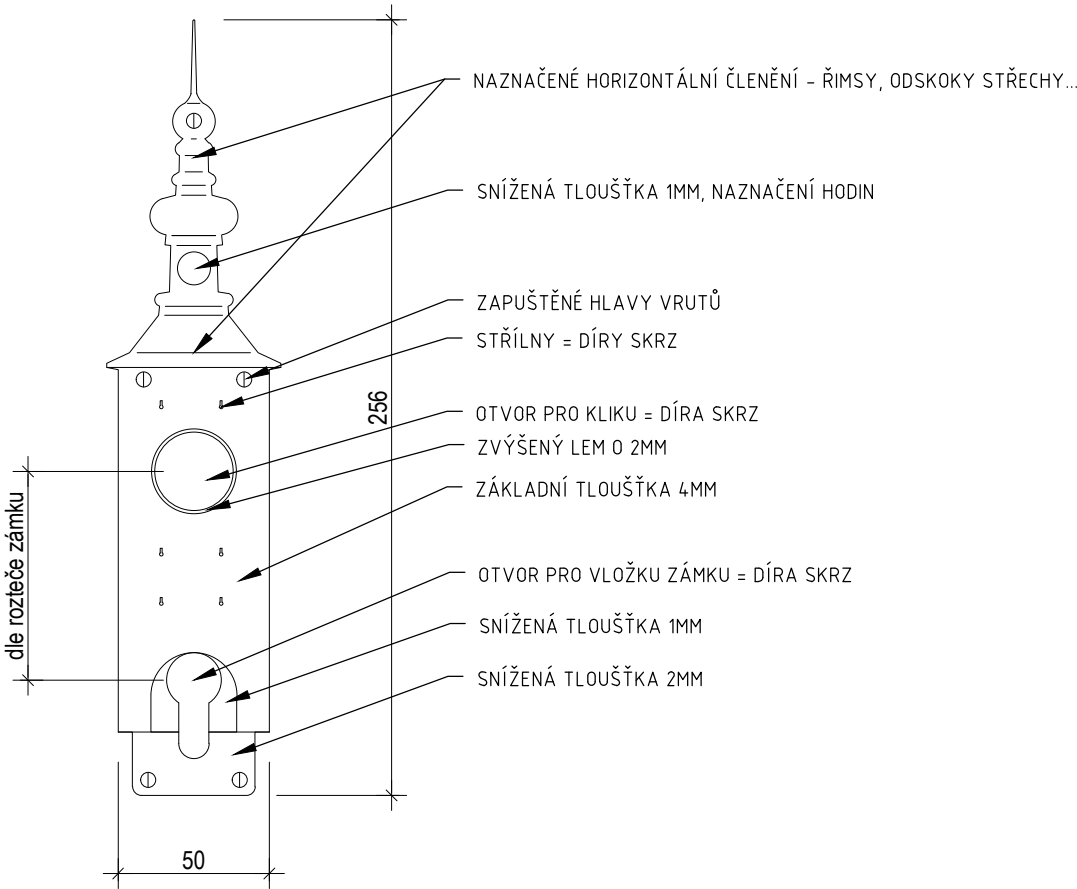 NAZNAČENÉ HORIZONTÁLNÍ ČLENĚNÍ - ŘIMSY, ODSKOKY STŘECHY...
SNÍŽENÁ TLOUŠŤKA 1MM, NAZNAČENÍ HODIN
ZAPUŠTĚNÉ HLAVY VRUTŮ
STŘÍLNY = DÍRY SKRZ
256
OTVOR PRO KLIKU = DÍRA SKRZ
ZVÝŠENÝ LEM O 2MM
ZÁKLADNÍ TLOUŠŤKA 4MM
dle rozteče zámku
OTVOR PRO VLOŽKU ZÁMKU = DÍRA SKRZ
SNÍŽENÁ TLOUŠŤKA 1MM
SNÍŽENÁ TLOUŠŤKA 2MM
50